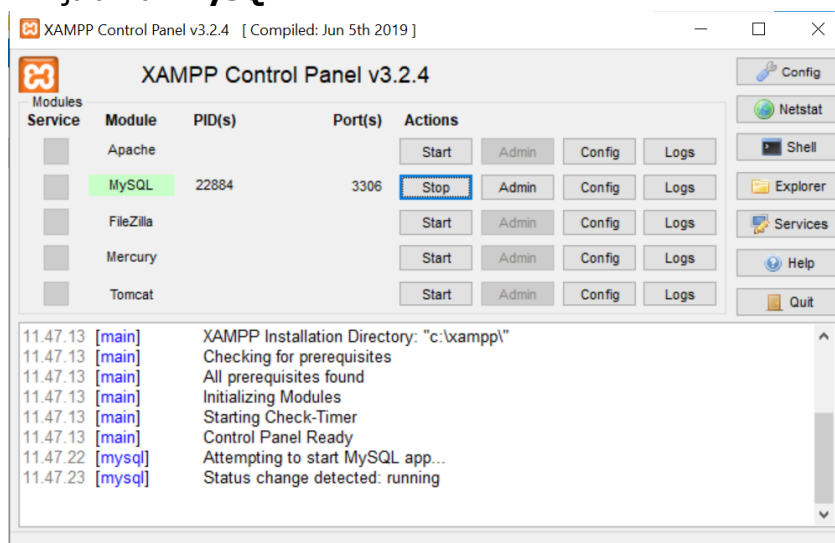 XAMPP Control Panel v3.2.4 [ Compiled: Jun 5th 2019 ]
XAMPP Control Panel v3.2.4
Config
Modules
Service Module PID(s) Port(s) Actions
Netstat
Apache Start Admin Config Logs
Shell
MySQL 22884 3306 Stop Admin Config Logs
Explorer
FileZilla Start Admin Config Logs
Services
Mercury Start Admin Config Logs
Help
Tomcat Start Admin Config Logs
Quit
11.47.13 [main] XAMPP Installation Directory: "c:\xampp\"
11.47.13 [main] Checking for prerequisites
11.47.13 [main] All prerequisites found
11.47.13 [main] Initializing Modules
11.47.13 [main] Starting Check-Timer
11.47.13 [main] Control Panel Ready
11.47.22 [mysql] Attempting to start MySQL app...
11.47.23 [mysql] Status change detected: running